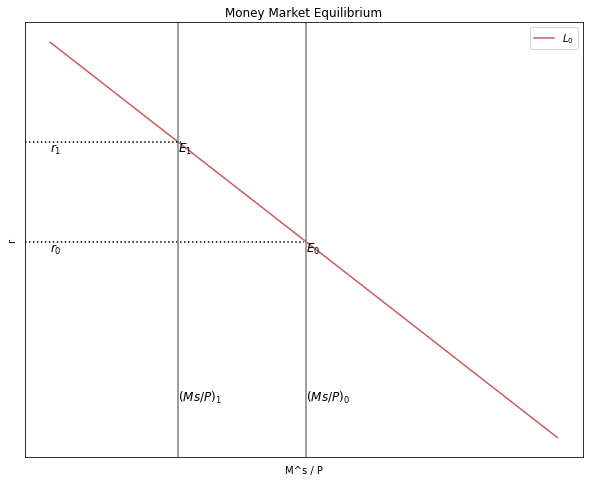 Money Market Equilibrium
L₀
r₁
E₁
r
r₀
E₀
(Ms/P)₁
(Ms/P)₀
M^s / P